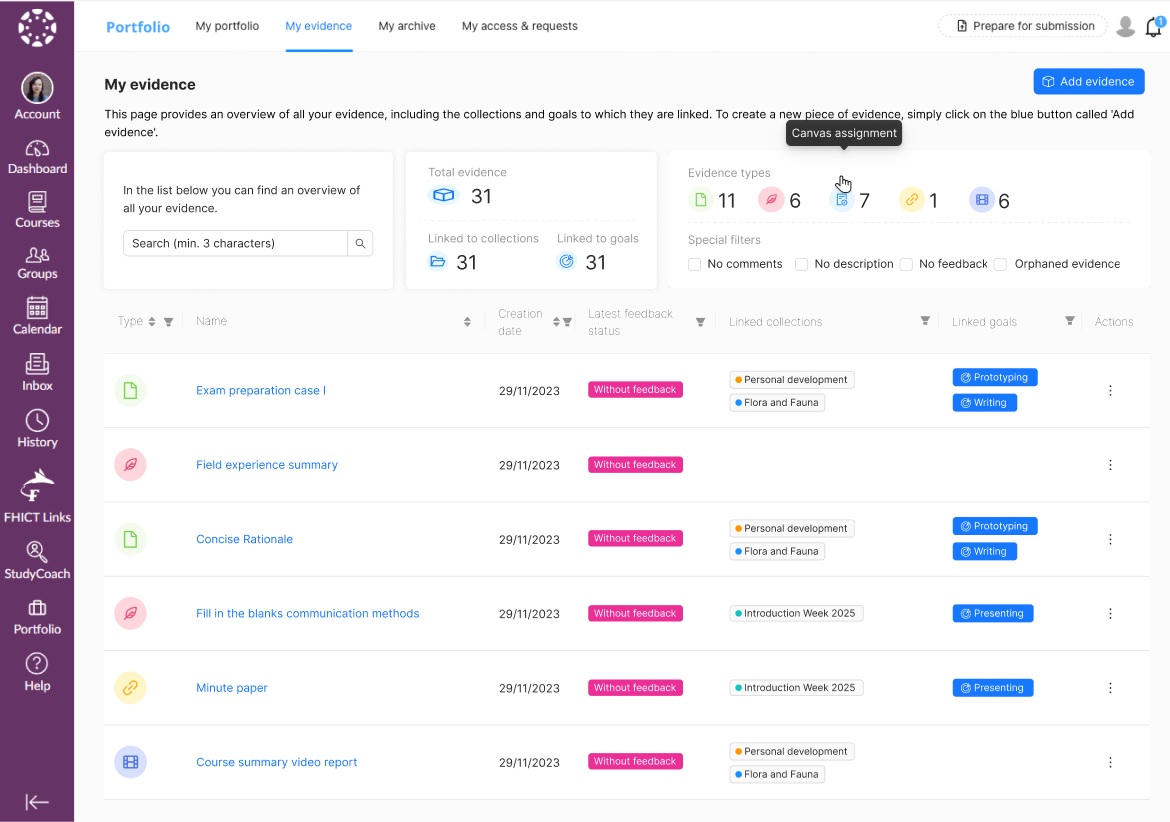 Portfolio
My portfolio
My evidence
My archive
My access & requests
Prepare for submission
1
Account
Dashboard
Courses
Groups
Calendar
Inbox
History
FHICT Links
StudyCoach
Portfolio
Help
My evidence
Add evidence
This page provides an overview of all your evidence, including the collections and goals to which they are linked. To create a new piece of evidence, simply click on the blue button called 'Add
evidence'.
Canvas assignment
In the list below you can find an overview of
all your evidence.
Search (min. 3 characters)
Total evidence
31
Linked to collections
31
Linked to goals
31
Evidence types
11
6
7
1
6
Special filters
No comments
No description
No feedback
Orphaned evidence
Type
Name
Creation
date
Latest feedback
status
Linked collections
Linked goals
Actions
Exam preparation case I
29/11/2023
Without feedback
Personal development
Flora and Fauna
Prototyping
Writing
Field experience summary
29/11/2023
Without feedback
Concise Rationale
29/11/2023
Without feedback
Personal development
Flora and Fauna
Prototyping
Writing
Fill in the blanks communication methods
29/11/2023
Without feedback
Introduction Week 2025
Presenting
Minute paper
29/11/2023
Without feedback
Introduction Week 2025
Presenting
Course summary video report
29/11/2023
Without feedback
Personal development
Flora and Fauna